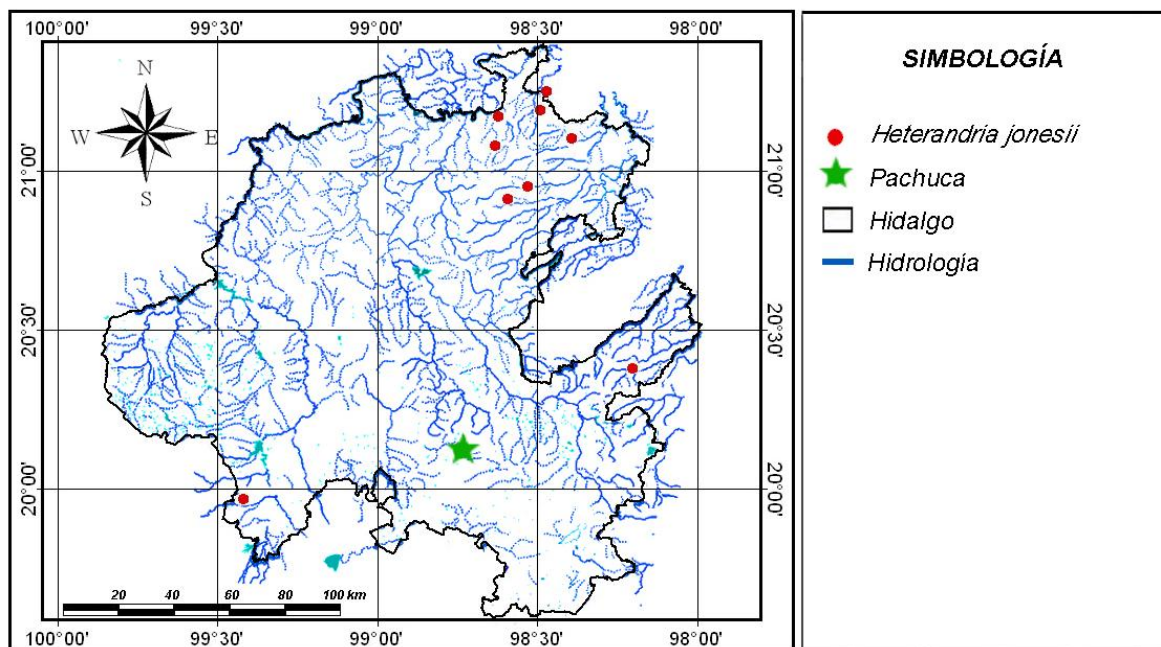 100°00' 99°30' 99°00' 98°30' 98°00'
N
W E
S
21°00' 21°00'
20°30' 20°30'
20°00' 20°00'
20 40 60 80 100 km
100°00' 99°30' 99°00' 98°30' 98°00'
SIMBOLOGÍA
Heterandria jonesii
Pachuca
Hidalgo
Hidrología